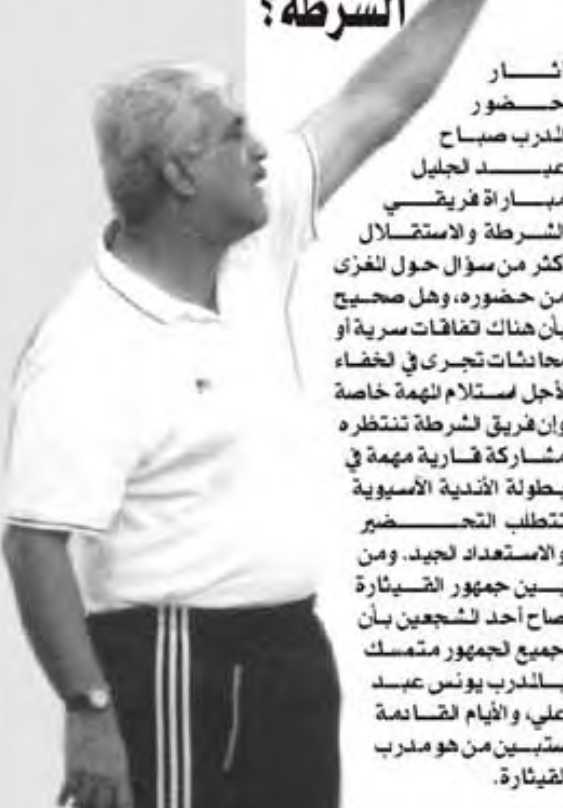 الشرطة؟
أثار
حضور
المدرب صباح
عبد الجليل
مباراة فريقي
الشرطة والاستقلال
أكثر من سؤال حول المغزى
من حضوره، وهل صحيح
بأن هناك اتفاقات سرية أو
محادثات تجرى في الخفاء
لأجل استلام المهمة خاصة
وإن فريق الشرطة تنتظره
مشاركة قارية مهمة في
بطولة الأندية الآسيوية
تتطلب التحضير
والاستعداد الجيد. ومن
بين جمهور القيثارة
صاح أحد المشجعين بأن
جميع الجمهور متمسك
بالمدرب يونس عبد
علي، والأيام القادمة
ستبين من هو مدرب
القيثارة.